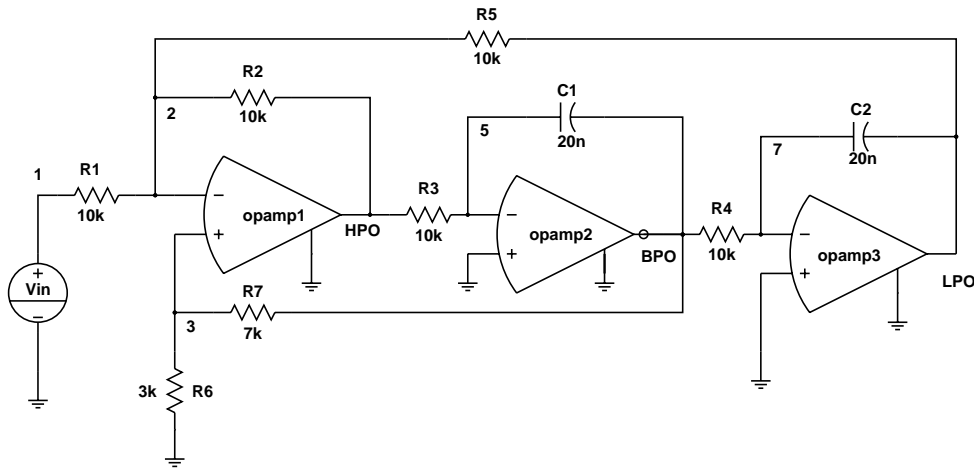 R5
10k
R2
10k
2
C1
20n
5
C2
20n
7
1
R1
10k
−
+
opamp1
HPO
R3
10k
−
+
opamp2
BPO
R4
10k
−
+
opamp3
LPO
+
Vin
−
3
R7
7k
3k
R6